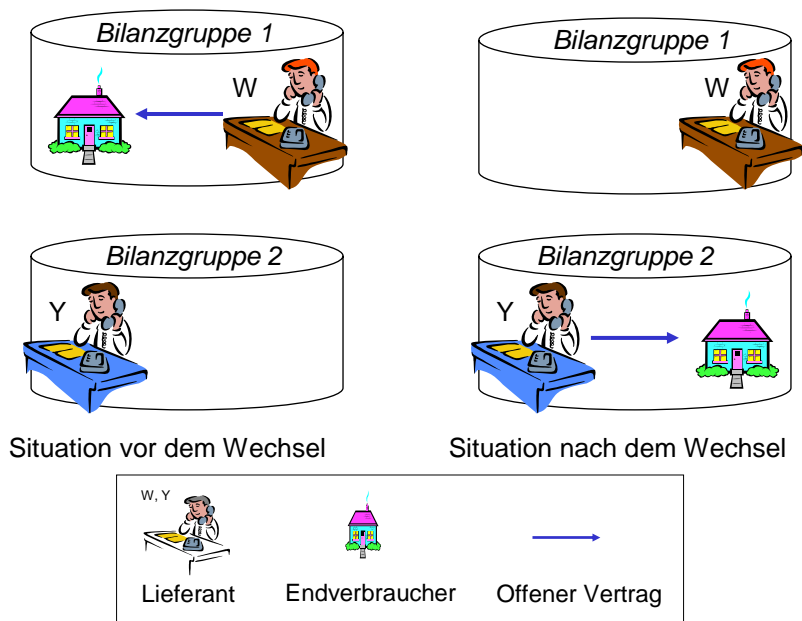 Bilanzgruppe 1
W
Bilanzgruppe 1
W
Bilanzgruppe 2
Y
Bilanzgruppe 2
Y
Situation vor dem Wechsel
Situation nach dem Wechsel
W, Y
Lieferant
Endverbraucher
Offener Vertrag